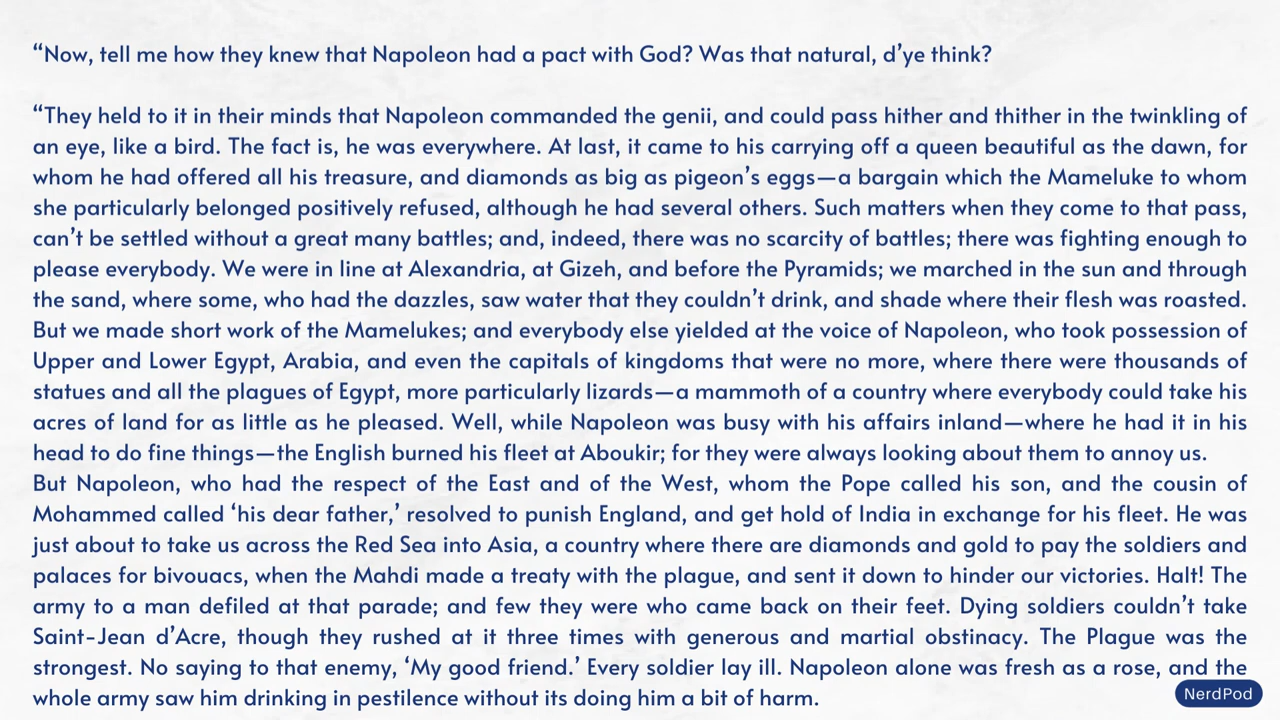 “Now, tell me how they knew that Napoleon had a pact with God? Was that natural, d’ye think?
“They held to it in their minds that Napoleon commanded the genii, and could pass hither and thither in the twinkling of
an eye, like a bird. The fact is, he was everywhere. At last, it came to his carrying off a queen beautiful as the dawn, for
whom he had offered all his treasure, and diamonds as big as pigeon’s eggs—a bargain which the Mameluke to whom
she particularly belonged positively refused, although he had several others. Such matters when they come to that pass,
can’t be settled without a great many battles; and, indeed, there was no scarcity of battles; there was fighting enough to
please everybody. We were in line at Alexandria, at Gizeh, and before the Pyramids; we marched in the sun and through
the sand, where some, who had the dazzles, saw water that they couldn’t drink, and shade where their flesh was roasted.
But we made short work of the Mamelukes; and everybody else yielded at the voice of Napoleon, who took possession of
Upper and Lower Egypt, Arabia, and even the capitals of kingdoms that were no more, where there were thousands of
statues and all the plagues of Egypt, more particularly lizards—a mammoth of a country where everybody could take his
acres of land for as little as he pleased. Well, while Napoleon was busy with his affairs inland—where he had it in his
head to do fine things—the English burned his fleet at Aboukir; for they were always looking about them to annoy us.
But Napoleon, who had the respect of the East and of the West, whom the Pope called his son, and the cousin of
Mohammed called ‘his dear father,’ resolved to punish England, and get hold of India in exchange for his fleet. He was
just about to take us across the Red Sea into Asia, a country where there are diamonds and gold to pay the soldiers and
palaces for bivouacs, when the Mahdi made a treaty with the plague, and sent it down to hinder our victories. Halt! The
army to a man defiled at that parade; and few they were who came back on their feet. Dying soldiers couldn’t take
Saint-Jean d’Acre, though they rushed at it three times with generous and martial obstinacy. The Plague was the
strongest. No saying to that enemy, ‘My good friend.’ Every soldier lay ill. Napoleon alone was fresh as a rose, and the
whole army saw him drinking in pestilence without its doing him a bit of harm.
NerdPod